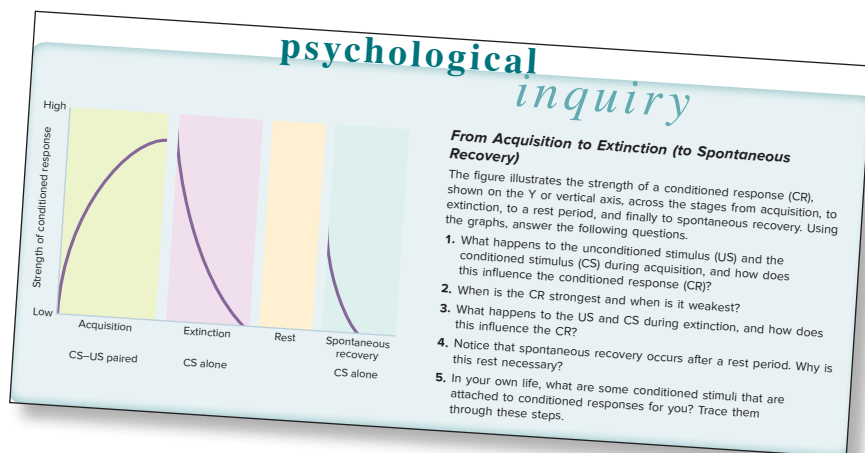 psychological
inquiry
High
Strength of conditioned response
Low
Acquisition
Extinction
Rest
Spontaneous
recovery
CS–US paired
CS alone
CS alone
From Acquisition to Extinction (to Spontaneous
Recovery)
The figure illustrates the strength of a conditioned response (CR),
shown on the Y or vertical axis, across the stages from acquisition, to
extinction, to a rest period, and finally to spontaneous recovery. Using
the graphs, answer the following questions.
1. What happens to the unconditioned stimulus (US) and the
conditioned stimulus (CS) during acquisition, and how does
this influence the conditioned response (CR)?
2. When is the CR strongest and when is it weakest?
3. What happens to the US and CS during extinction, and how does
this influence the CR?
4. Notice that spontaneous recovery occurs after a rest period. Why is
this rest necessary?
5. In your own life, what are some conditioned stimuli that are
attached to conditioned responses for you? Trace them
through these steps.